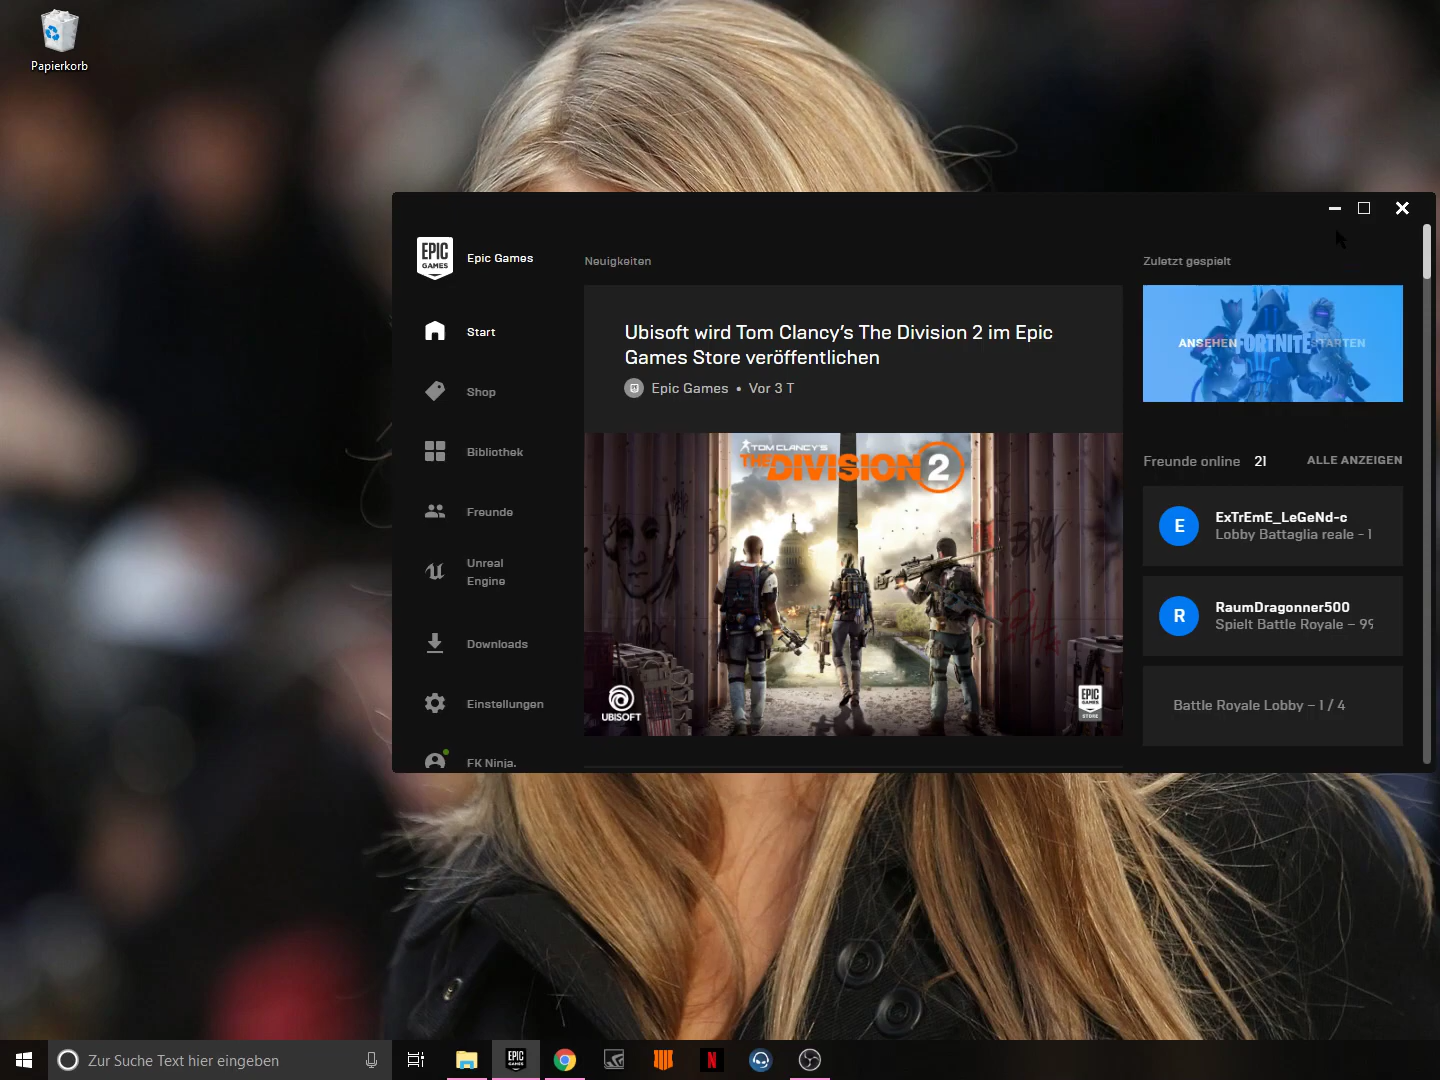 Papierkorb
EPIC
GAMES
Epic Games
Start
Shop
Bibliothek
Freunde
Unreal
Engine
Downloads
Einstellungen
FK Ninja.
Neuigkeiten
Ubisoft wird Tom Clancy’s The Division 2 im Epic
Games Store veröffentlichen
Epic Games • Vor 3 T
TOM CLANCY'S
THE DIVISION 2
UBISOFT
EPIC
GAMES
STORE
Zuletzt gespielt
ANSEHEN
FORTNITE
STARTEN
Freunde online 21
ALLE ANZEIGEN
E
ExTrEmE_LeGeNd-c
Lobby Battaglia reale - 1
R
RaumDragonner500
Spielt Battle Royale – 99
Battle Royale Lobby – 1 / 4
Zur Suche Text hier eingeben
EPIC
GAMES
N